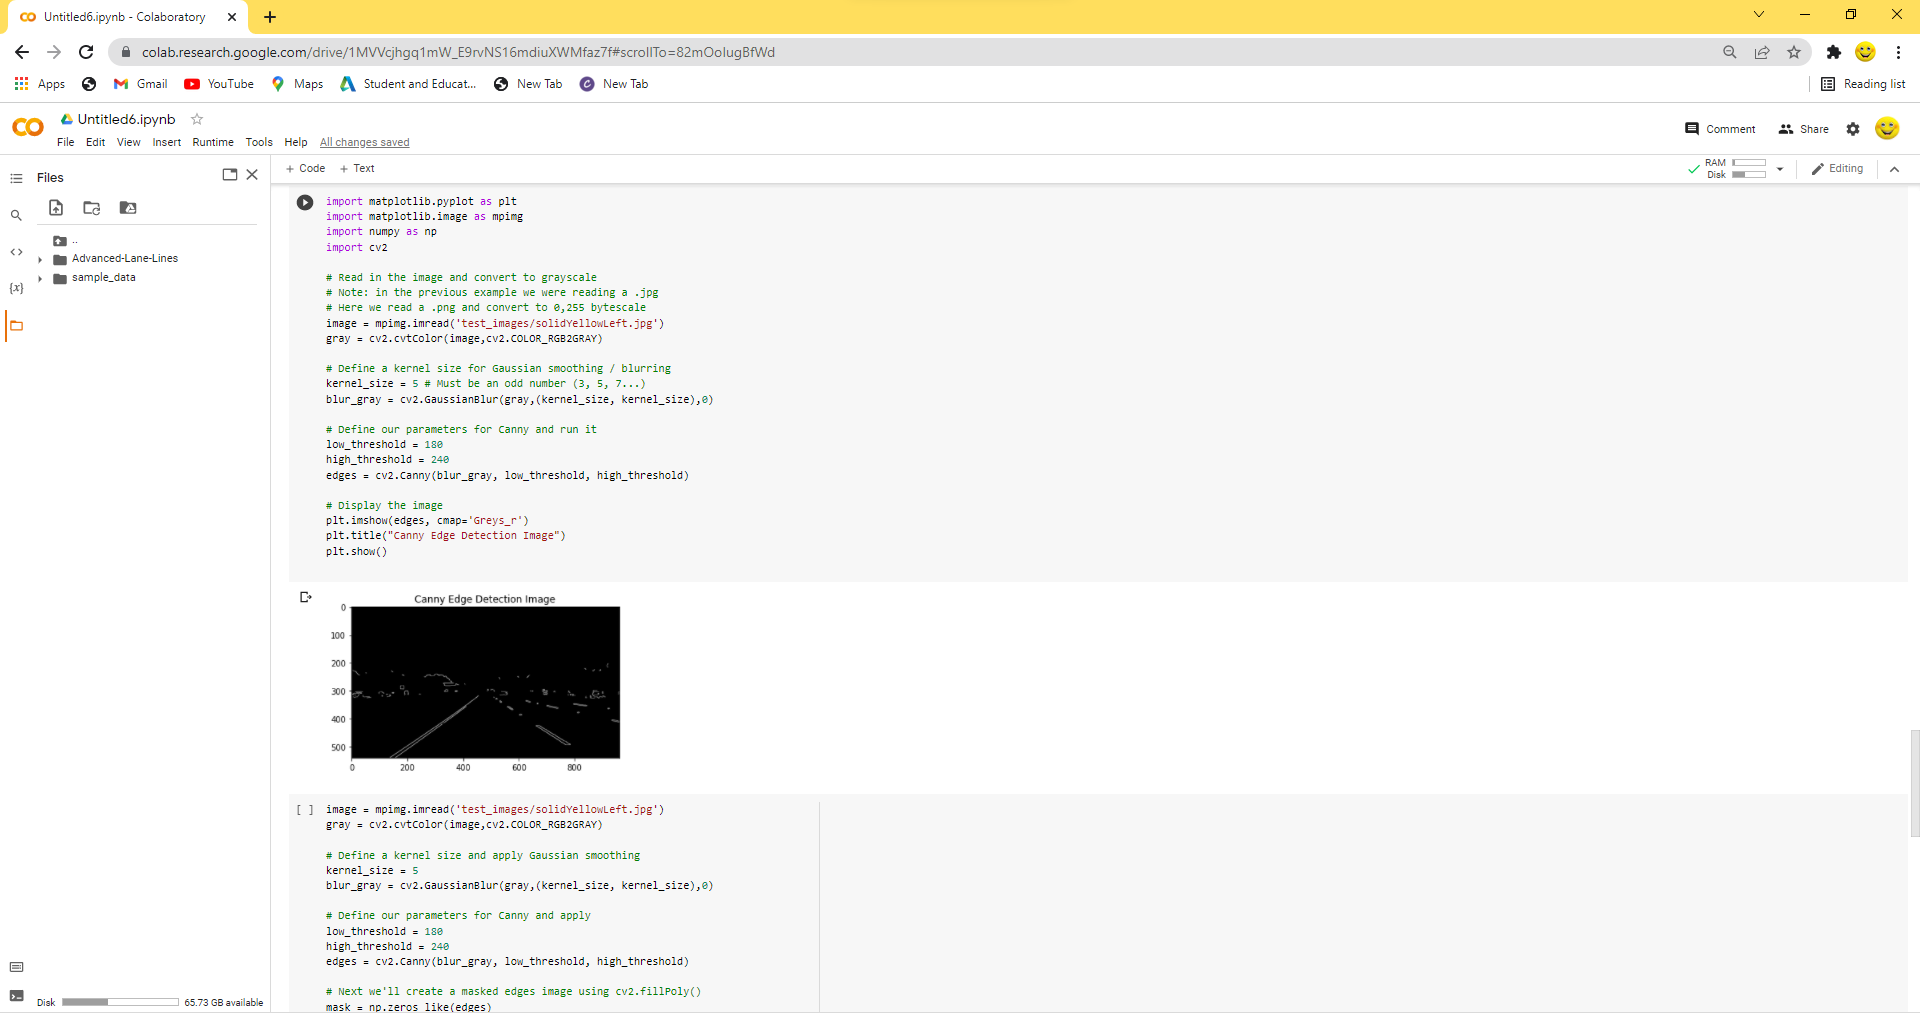 Untitled6.ipynb - Colaboratory
colab.research.google.com/drive/1MVVcjhgq1mW_E9rvNS16mdiuXWMfaz7f#scrollTo=82mOoIugBfWd
Apps Gmail YouTube Maps Student and Educat... New Tab New Tab Reading list
Untitled6.ipynb
Comment Share
File Edit View Insert Runtime Tools Help All changes saved
Files
+ Code + Text
RAM
Disk
Editing
..
Advanced-Lane-Lines
sample_data
{x}
Disk 65.73 GB available
import matplotlib.pyplot as plt
import matplotlib.image as mpimg
import numpy as np
import cv2
# Read in the image and convert to grayscale
# Note: in the previous example we were reading a .jpg
# Here we read a .png and convert to 0,255 bytescale
image = mpimg.imread('test_images/solidYellowLeft.jpg')
gray = cv2.cvtColor(image,cv2.COLOR_RGB2GRAY)
# Define a kernel size for Gaussian smoothing / blurring
kernel_size = 5 # Must be an odd number (3, 5, 7...)
blur_gray = cv2.GaussianBlur(gray,(kernel_size, kernel_size),0)
# Define our parameters for Canny and run it
low_threshold = 180
high_threshold = 240
edges = cv2.Canny(blur_gray, low_threshold, high_threshold)
# Display the image
plt.imshow(edges, cmap='Greys_r')
plt.title("Canny Edge Detection Image")
plt.show()
Canny Edge Detection Image
0
100
200
300
400
500
0 200 400 600 800
[ ] image = mpimg.imread('test_images/solidYellowLeft.jpg')
gray = cv2.cvtColor(image,cv2.COLOR_RGB2GRAY)
# Define a kernel size and apply Gaussian smoothing
kernel_size = 5
blur_gray = cv2.GaussianBlur(gray,(kernel_size, kernel_size),0)
# Define our parameters for Canny and apply
low_threshold = 180
high_threshold = 240
edges = cv2.Canny(blur_gray, low_threshold, high_threshold)
# Next we'll create a masked edges image using cv2.fillPoly()
mask = np.zeros_like(edges)